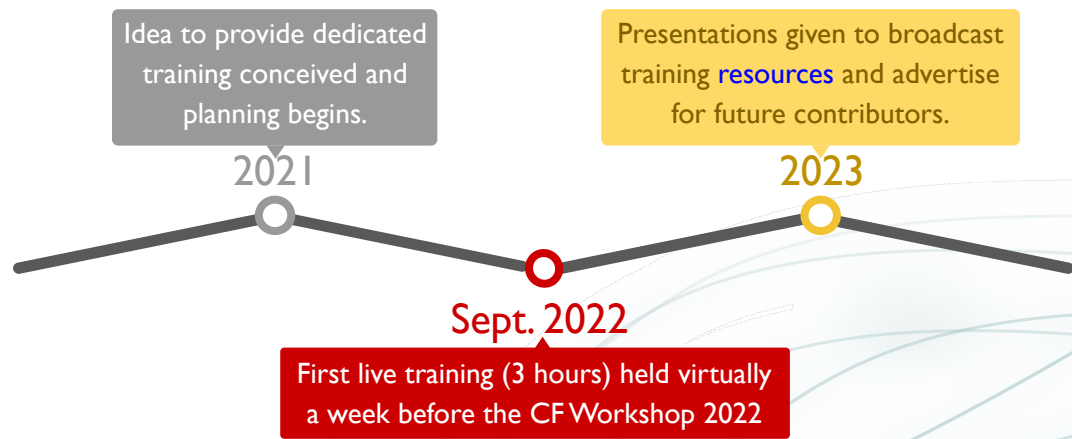 Idea to provide dedicated
training conceived and
planning begins.
2021
Sept. 2022
First live training (3 hours) held virtually
a week before the CF Workshop 2022
Presentations given to broadcast
training resources and advertise
for future contributors.
2023